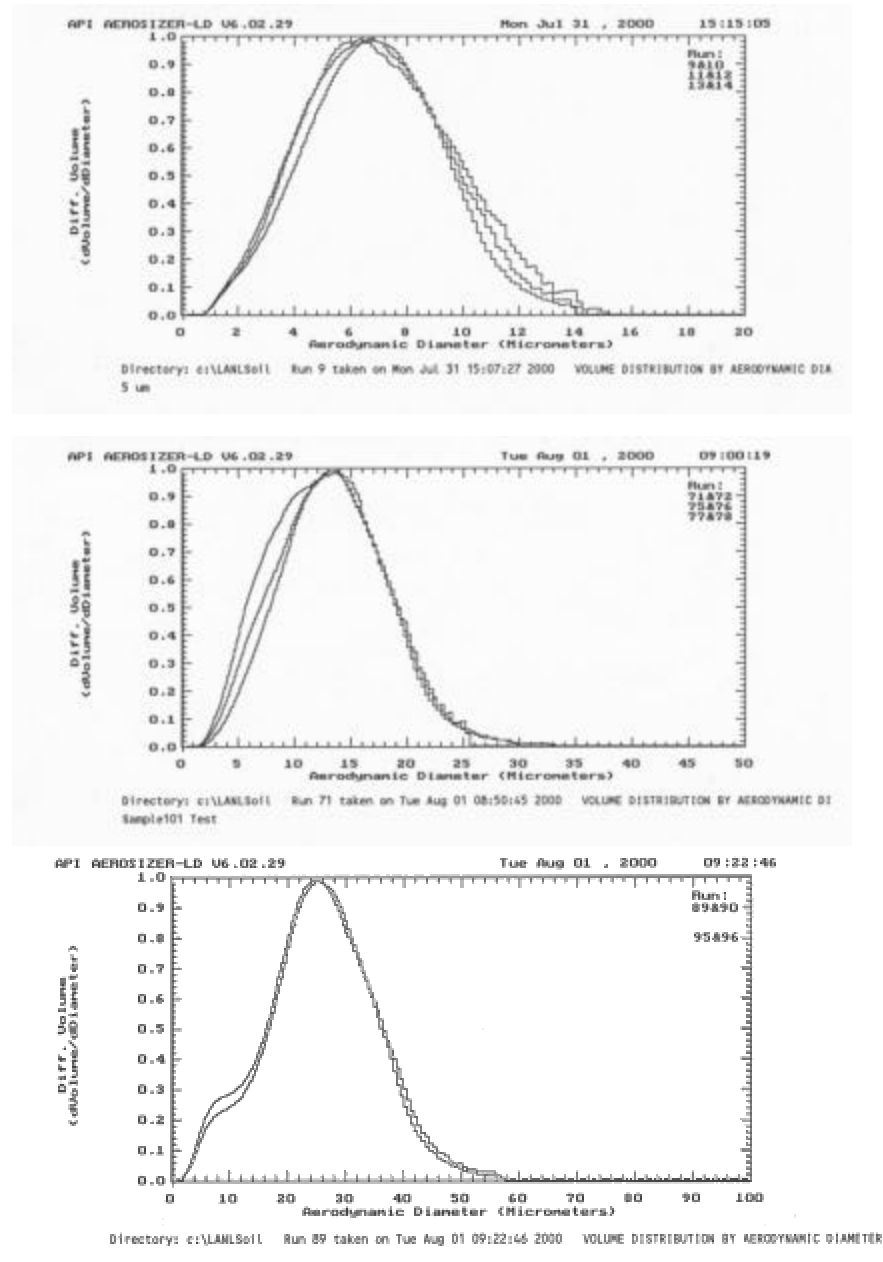 API AEROSIZER-LD V6.02.29 Mon Jul 31 , 2000 15:15:05
1.0
0.9
0.8
0.7
0.6
0.5
0.4
0.3
0.2
0.1
0.0
Diff. Volume
(dVolume/dDiameter)
Run:
9&10
11&12
13&14
0 2 4 6 8 10 12 14 16 18 20
Aerodynamic Diameter (Micrometers)
Directory: c:\LANLSoil Run 9 taken on Mon Jul 31 15:07:27 2000 VOLUME DISTRIBUTION BY AERODYNAMIC DIA
5 um
API AEROSIZER-LD V6.02.29 Tue Aug 01 , 2000 09:00:19
1.0
0.9
0.8
0.7
0.6
0.5
0.4
0.3
0.2
0.1
0.0
Diff. Volume
(dVolume/dDiameter)
Run:
71&72
75&76
77&78
0 5 10 15 20 25 30 35 40 45 50
Aerodynamic Diameter (Micrometers)
Directory: c:\LANLSoil Run 71 taken on Tue Aug 01 08:50:45 2000 VOLUME DISTRIBUTION BY AERODYNAMIC DI
Sample101 Test
API AEROSIZER-LD V6.02.29 Tue Aug 01 , 2000 09:22:46
1.0
0.9
0.8
0.7
0.6
0.5
0.4
0.3
0.2
0.1
0.0
Diff. Volume
(dVolume/dDiameter)
Run:
89&90
95&96
0 10 20 30 40 50 60 70 80 90 100
Aerodynamic Diameter (Micrometers)
Directory: c:\LANLSoil Run 89 taken on Tue Aug 01 09:22:46 2000 VOLUME DISTRIBUTION BY AERODYNAMIC DIAMETER